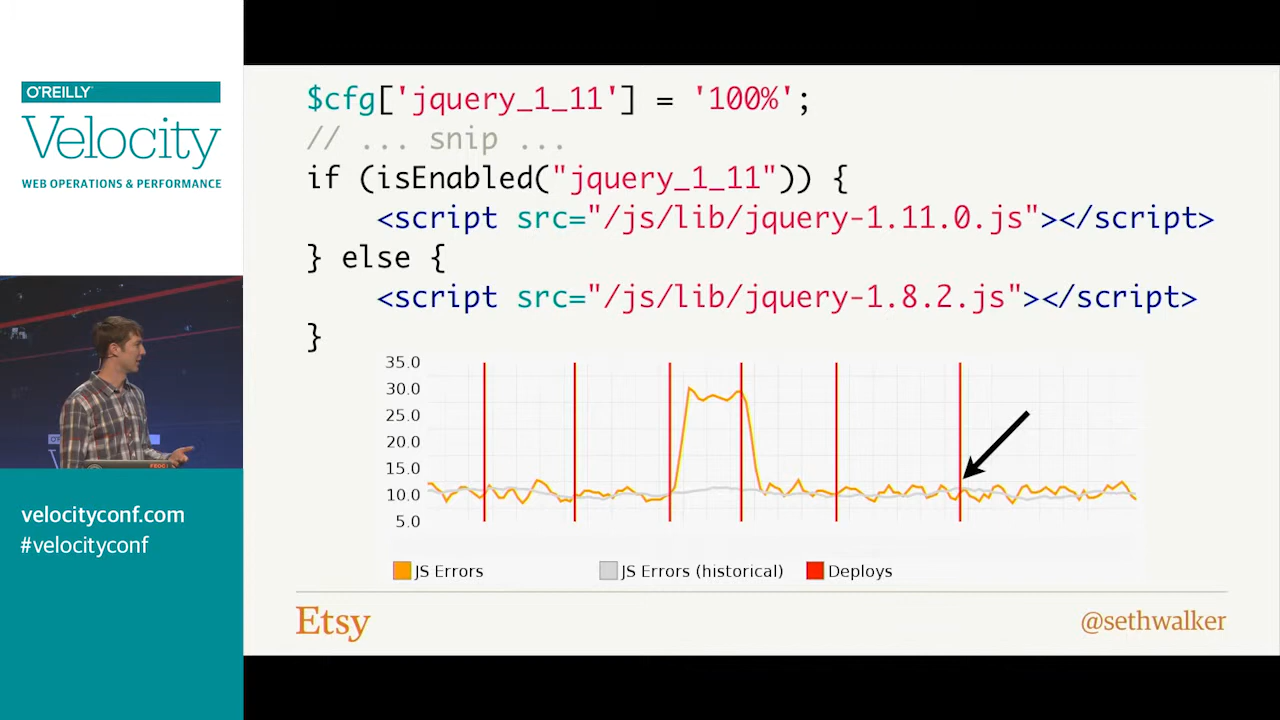 O'REILLY
Velocity
WEB OPERATIONS & PERFORMANCE
velocityconf.com
#velocityconf
$cfg['jquery_1_11'] = '100%';
// ... snip ...
if (isEnabled("jquery_1_11")) {
<script src="/js/lib/jquery-1.11.0.js"></script>
} else {
<script src="/js/lib/jquery-1.8.2.js"></script>
}
35.0
30.0
25.0
20.0
15.0
10.0
5.0
JS Errors
JS Errors (historical)
Deploys
Etsy
@sethwalker